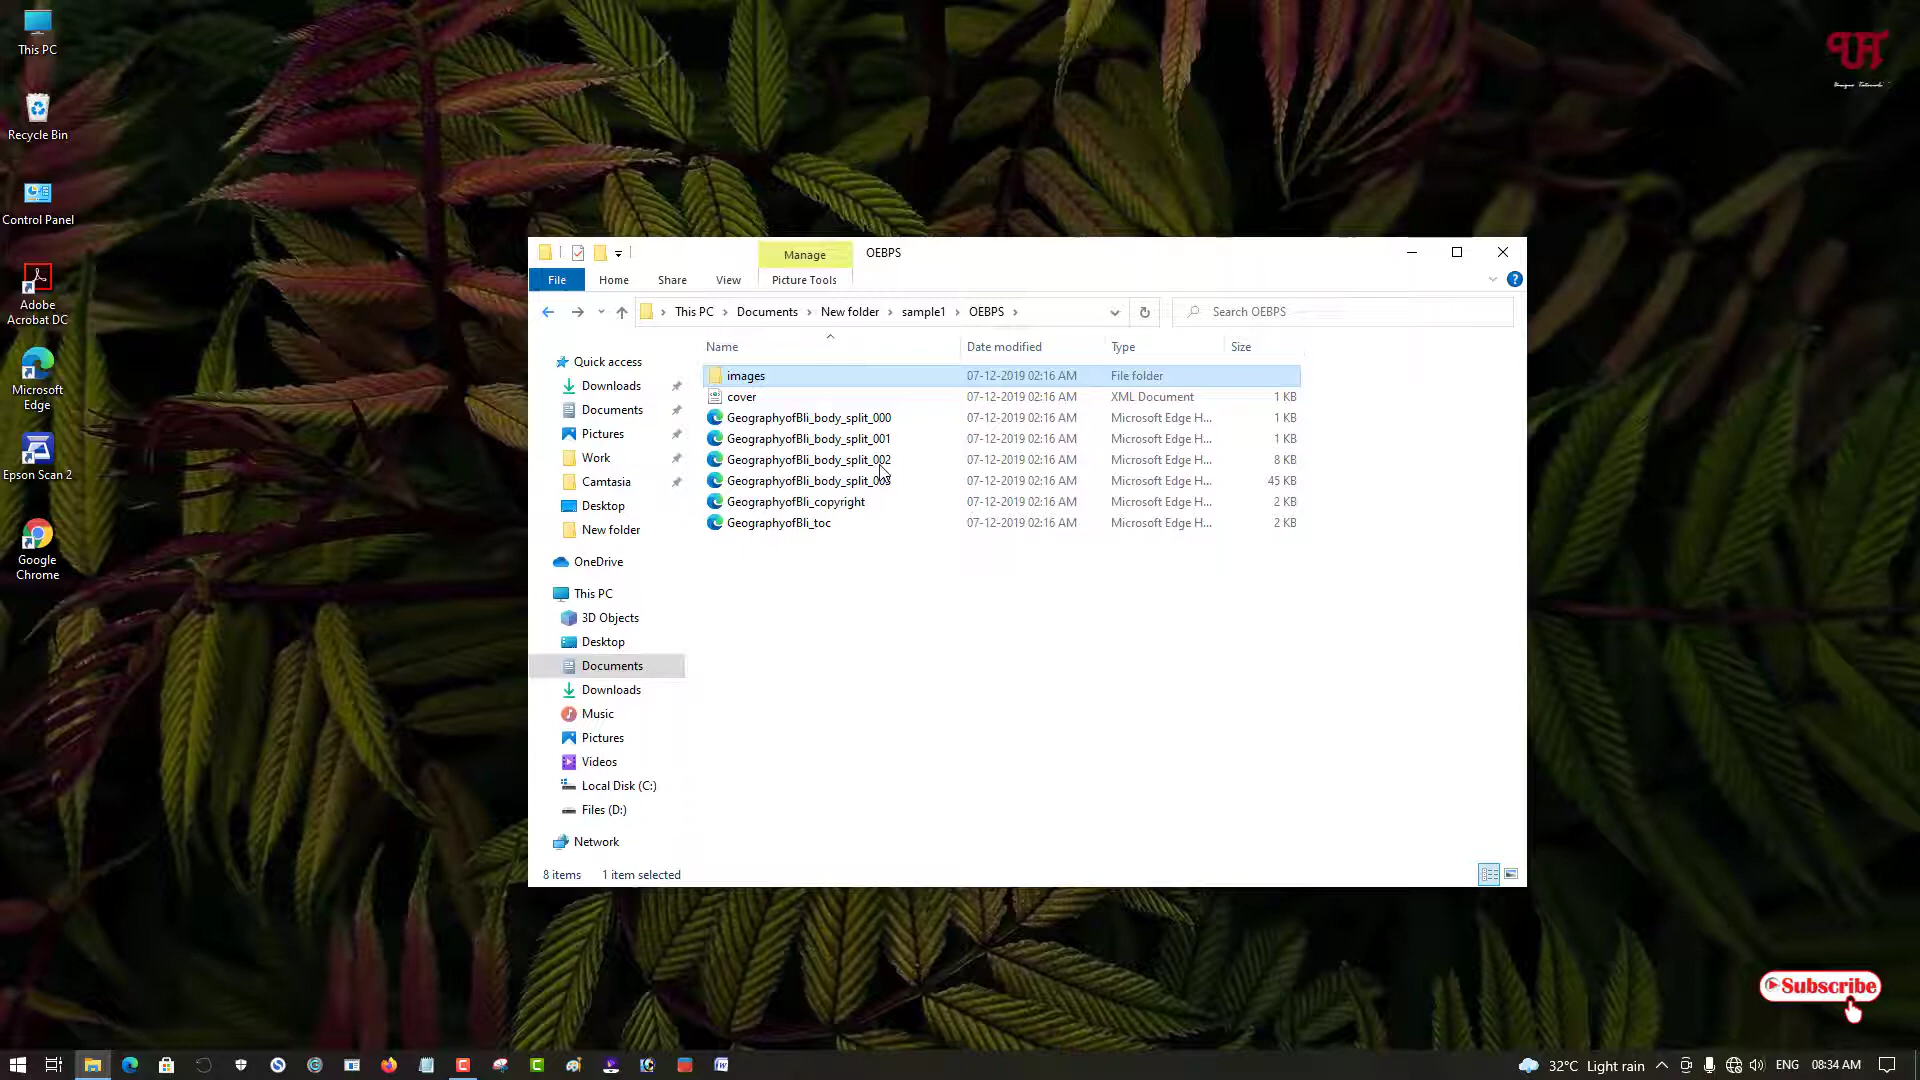 This PC
Recycle Bin
Control Panel
Adobe
Acrobat DC
Microsoft
Edge
Epson Scan 2
Google
Chrome
UT
Unique Tutorials
Manage
OEBPS
File
Home
Share
View
Picture Tools
This PC
Documents
New folder
sample1
OEBPS
Search OEBPS
Name
Date modified
Type
Size
images 07-12-2019 02:16 AM File folder
cover 07-12-2019 02:16 AM XML Document 1 KB
GeographyofBli_body_split_000 07-12-2019 02:16 AM Microsoft Edge H... 1 KB
GeographyofBli_body_split_001 07-12-2019 02:16 AM Microsoft Edge H... 1 KB
GeographyofBli_body_split_002 07-12-2019 02:16 AM Microsoft Edge H... 8 KB
GeographyofBli_body_split_003 07-12-2019 02:16 AM Microsoft Edge H... 45 KB
GeographyofBli_copyright 07-12-2019 02:16 AM Microsoft Edge H... 2 KB
GeographyofBli_toc 07-12-2019 02:16 AM Microsoft Edge H... 2 KB
Quick access
Downloads
Documents
Pictures
Work
Camtasia
Desktop
New folder
OneDrive
This PC
3D Objects
Desktop
Documents
Downloads
Music
Pictures
Videos
Local Disk (C:)
Files (D:)
Network
8 items 1 item selected
Subscribe
32°C Light rain
ENG
08:34 AM